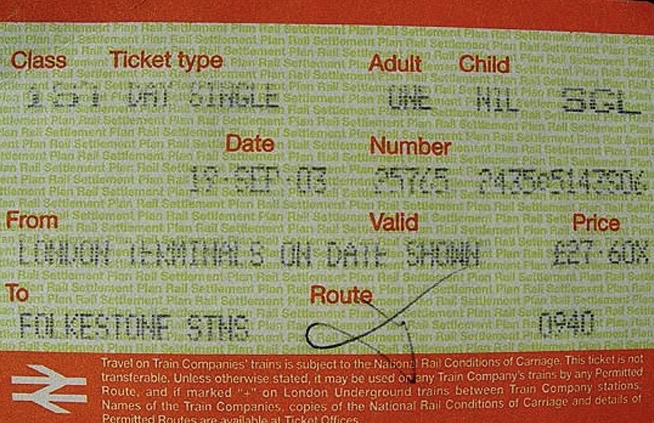 Class Ticket type Adult Child
1ST DAY SINGLE ONE NIL SGL
Date Number
19·SEP·03 25765
From Valid Price
LONDON TERMINALS ON DATE SHOWN £27·60X
To Route
FOLKESTONE STNS 0940
Travel on Train Companies' trains is subject to the National Rail Conditions of Carriage. This ticket is not
transferable. Unless otherwise stated, it may be used on any Train Company's trains by any Permitted
Route, and if marked "+" on London Underground trains between Train Company stations.
Names of the Train Companies, copies of the National Rail Conditions of Carriage and details of
Permitted Routes are available at Ticket Offices.